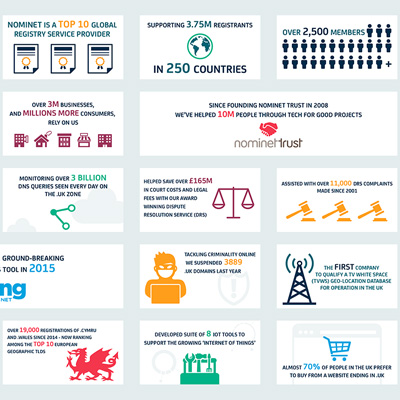 NOMINET IS A TOP 10 GLOBAL
REGISTRY SERVICE PROVIDER
SUPPORTING 3.75M REGISTRANTS
IN 250 COUNTRIES
OVER 2,500 MEMBERS
+
OVER 3M BUSINESSES,
AND MILLIONS MORE CONSUMERS,
RELY ON US
SINCE FOUNDING NOMINET TRUST IN 2008
WE'VE HELPED 10M PEOPLE THROUGH TECH FOR GOOD PROJECTS
nominettrust
MONITORING OVER 3 BILLION
DNS QUERIES SEEN EVERY DAY ON
THE .UK ZONE
HELPED SAVE OVER £165M
IN COURT COSTS AND LEGAL
FEES WITH OUR AWARD
WINNING DISPUTE
RESOLUTION SERVICE (DRS)
ASSISTED WITH OVER 11,000 DRS COMPLAINTS
MADE SINCE 2001
GROUND-BREAKING
S TOOL IN 2015
ng
NET
TACKLING CRIMINALITY ONLINE
WE SUSPENDED 3889
.UK DOMAINS LAST YEAR
THE FIRST COMPANY
TO QUALIFY A TV WHITE SPACE
(TVWS) GEO-LOCATION DATABASE
FOR OPERATION IN THE UK
OVER 19,000 REGISTRATIONS OF .CYMRU
AND .WALES SINCE 2014 - NOW RANKING
AMONG THE TOP 10 EUROPEAN
GEOGRAPHIC TLDS
DEVELOPED SUITE OF 8 IOT TOOLS TO
SUPPORT THE GROWING 'INTERNET OF THINGS'
ALMOST 70% OF PEOPLE IN THE UK PREFER
TO BUY FROM A WEBSITE ENDING IN .UK